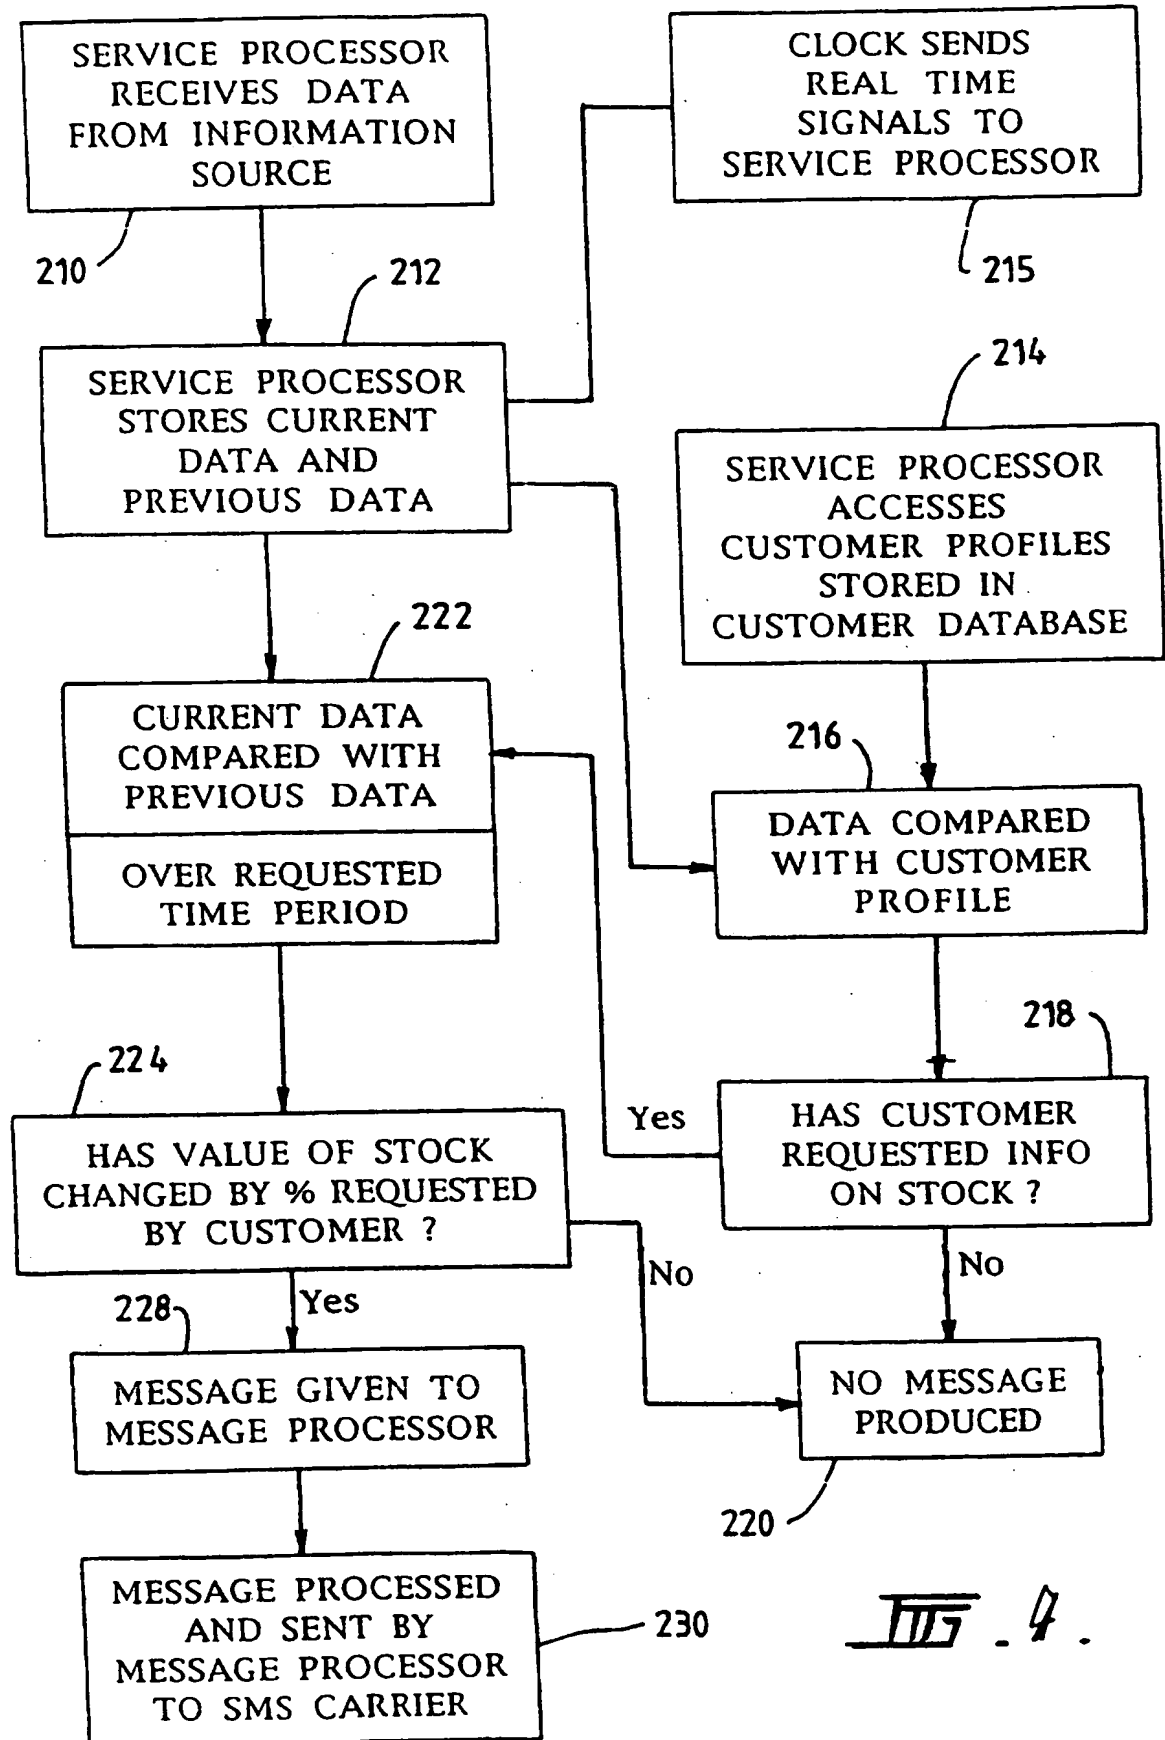 SERVICE PROCESSOR
RECEIVES DATA
FROM INFORMATION
SOURCE
210
CLOCK SENDS
REAL TIME
SIGNALS TO
SERVICE PROCESSOR
215
212
SERVICE PROCESSOR
STORES CURRENT
DATA AND
PREVIOUS DATA
214
SERVICE PROCESSOR
ACCESSES
CUSTOMER PROFILES
STORED IN
CUSTOMER DATABASE
222
CURRENT DATA
COMPARED WITH
PREVIOUS DATA
OVER REQUESTED
TIME PERIOD
216
DATA COMPARED
WITH CUSTOMER
PROFILE
218
HAS CUSTOMER
REQUESTED INFO
ON STOCK ?
Yes
No
224
HAS VALUE OF STOCK
CHANGED BY % REQUESTED
BY CUSTOMER ?
No
Yes
228
MESSAGE GIVEN TO
MESSAGE PROCESSOR
NO MESSAGE
PRODUCED
220
MESSAGE PROCESSED
AND SENT BY
MESSAGE PROCESSOR
TO SMS CARRIER
230
FIG.